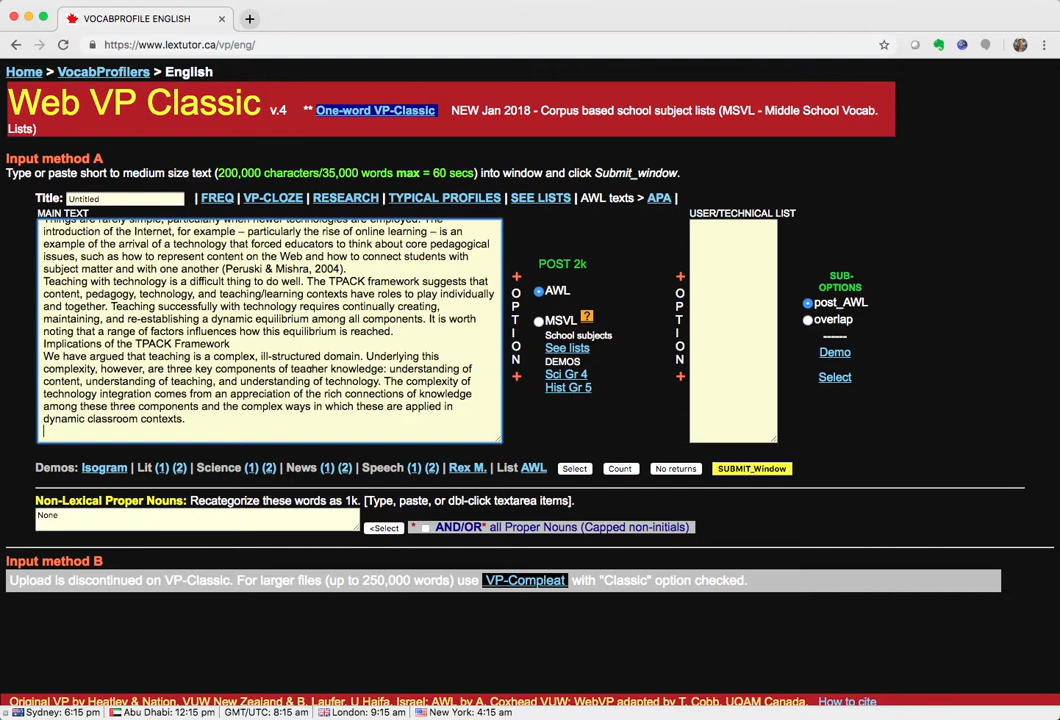 VOCABPROFILE ENGLISH
https://www.lextutor.ca/vp/eng/
Home > VocabProfilers > English
Web VP Classic v.4 ** One-word VP-Classic NEW Jan 2018 - Corpus based school subject lists (MSVL - Middle School Vocab.
Lists)
Input method A
Type or paste short to medium size text (200,000 characters/35,000 words max = 60 secs) into window and click Submit_window.
Title: Untitled | FREQ | VP-CLOZE | RESEARCH | TYPICAL PROFILES | SEE LISTS | AWL texts > APA |
MAIN TEXT
Things are rarely simple, particularly when newer technologies are employed. The
introduction of the Internet, for example – particularly the rise of online learning – is an
example of the arrival of a technology that forced educators to think about core pedagogical
issues, such as how to represent content on the Web and how to connect students with
subject matter and with one another (Peruski & Mishra, 2004).
Teaching with technology is a difficult thing to do well. The TPACK framework suggests that
content, pedagogy, technology, and teaching/learning contexts have roles to play individually
and together. Teaching successfully with technology requires continually creating,
maintaining, and re-establishing a dynamic equilibrium among all components. It is worth
noting that a range of factors influences how this equilibrium is reached.
Implications of the TPACK Framework
We have argued that teaching is a complex, ill-structured domain. Underlying this
complexity, however, are three key components of teacher knowledge: understanding of
content, understanding of teaching, and understanding of technology. The complexity of
technology integration comes from an appreciation of the rich connections of knowledge
among these three components and the complex ways in which these are applied in
dynamic classroom contexts.
+
O
P
T
I
O
N
+
POST 2k
AWL
MSVL ?
School subjects
See lists
DEMOS
Sci Gr 4
Hist Gr 5
+
O
P
T
I
O
N
+
USER/TECHNICAL LIST
SUB-
OPTIONS
post_AWL
overlap
------
Demo
Select
Demos: Isogram | Lit (1) (2) | Science (1) (2) | News (1) (2) | Speech (1) (2) | Rex M. | List AWL Select Count No returns SUBMIT_Window
Non-Lexical Proper Nouns: Recategorize these words as 1k. [Type, paste, or dbl-click textarea items].
None
<Select * AND/OR* all Proper Nouns (Capped non-initials)
Input method B
Upload is discontinued on VP-Classic. For larger files (up to 250,000 words) use VP-Compleat with "Classic" option checked.
Original VP by Heatley & Nation, VUW New Zealand & B. Laufer, U Haifa, Israel; AWL by A. Coxhead VUW; WebVP adapted by T. Cobb, UQAM Canada. How to cite
Sydney: 6:15 pm Abu Dhabi: 12:15 pm GMT/UTC: 8:15 am London: 9:15 am New York: 4:15 am